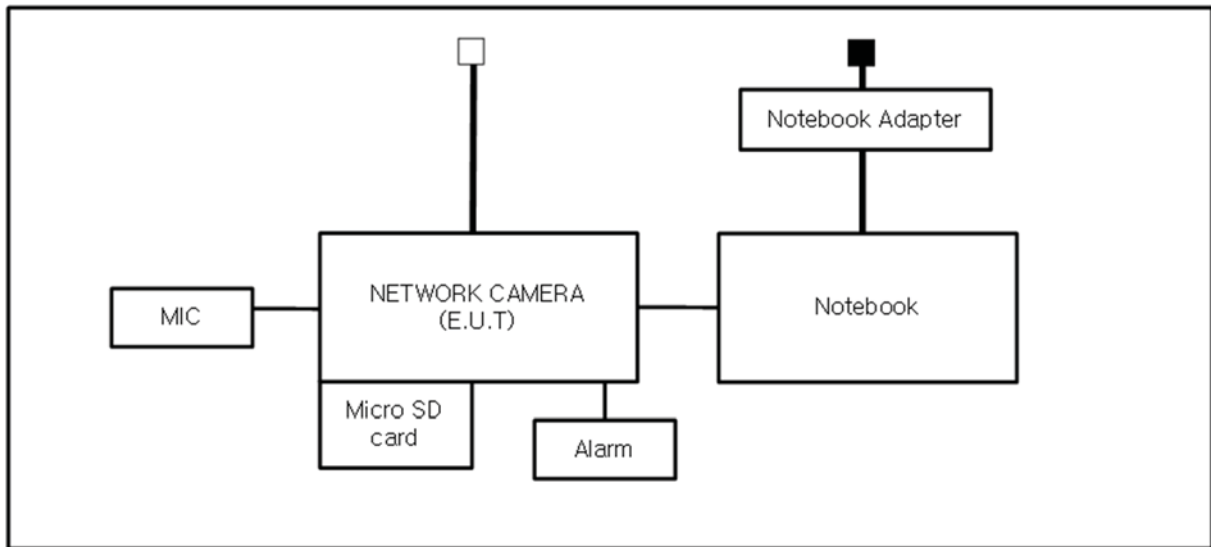 Notebook Adapter
NETWORK CAMERA
(E.U.T)
MIC
Notebook
Micro SD
card
Alarm